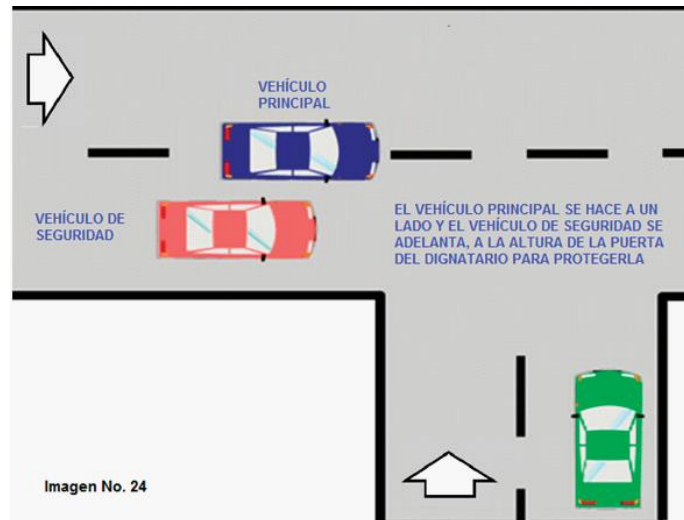 VEHÍCULO
PRINCIPAL
VEHÍCULO DE
SEGURIDAD
EL VEHÍCULO PRINCIPAL SE HACE A UN
LADO Y EL VEHÍCULO DE SEGURIDAD SE
ADELANTA, A LA ALTURA DE LA PUERTA
DEL DIGNATARIO PARA PROTEGERLA
Imagen No. 24